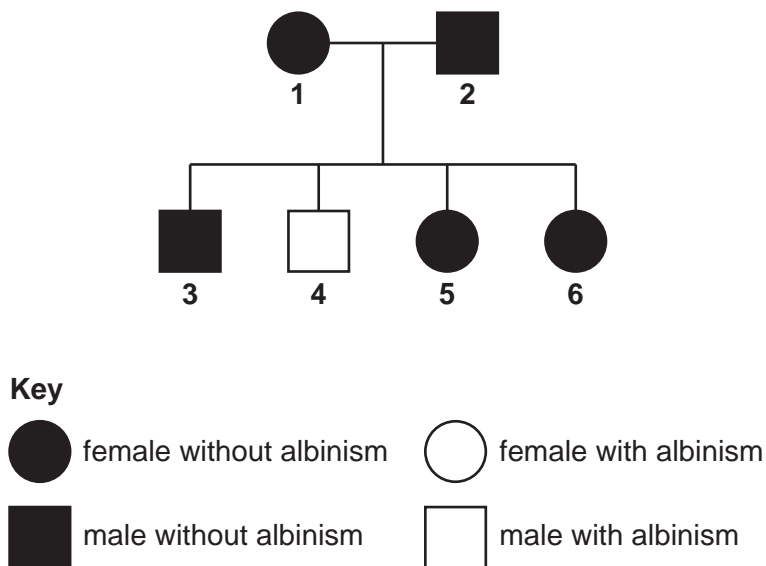 1 2
3 4 5 6
Key
female without albinism female with albinism
male without albinism male with albinism